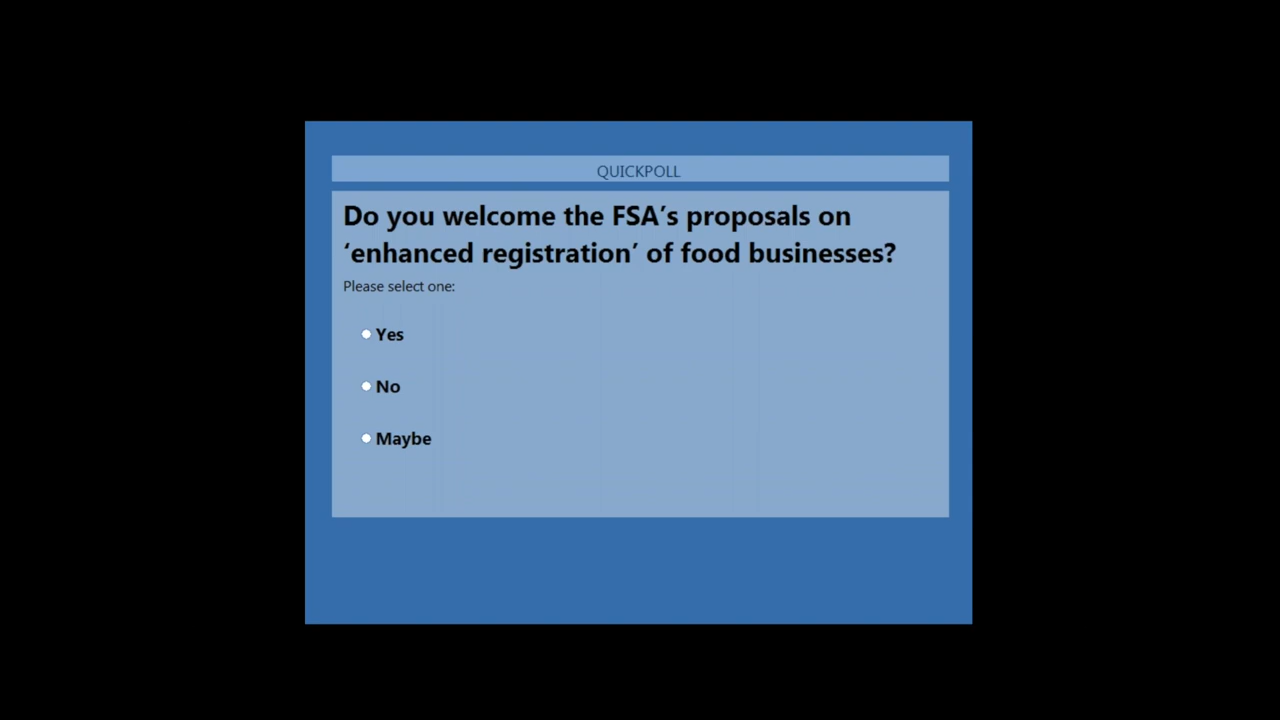 QUICKPOLL
Do you welcome the FSA’s proposals on
‘enhanced registration’ of food businesses?
Please select one:
Yes
No
Maybe